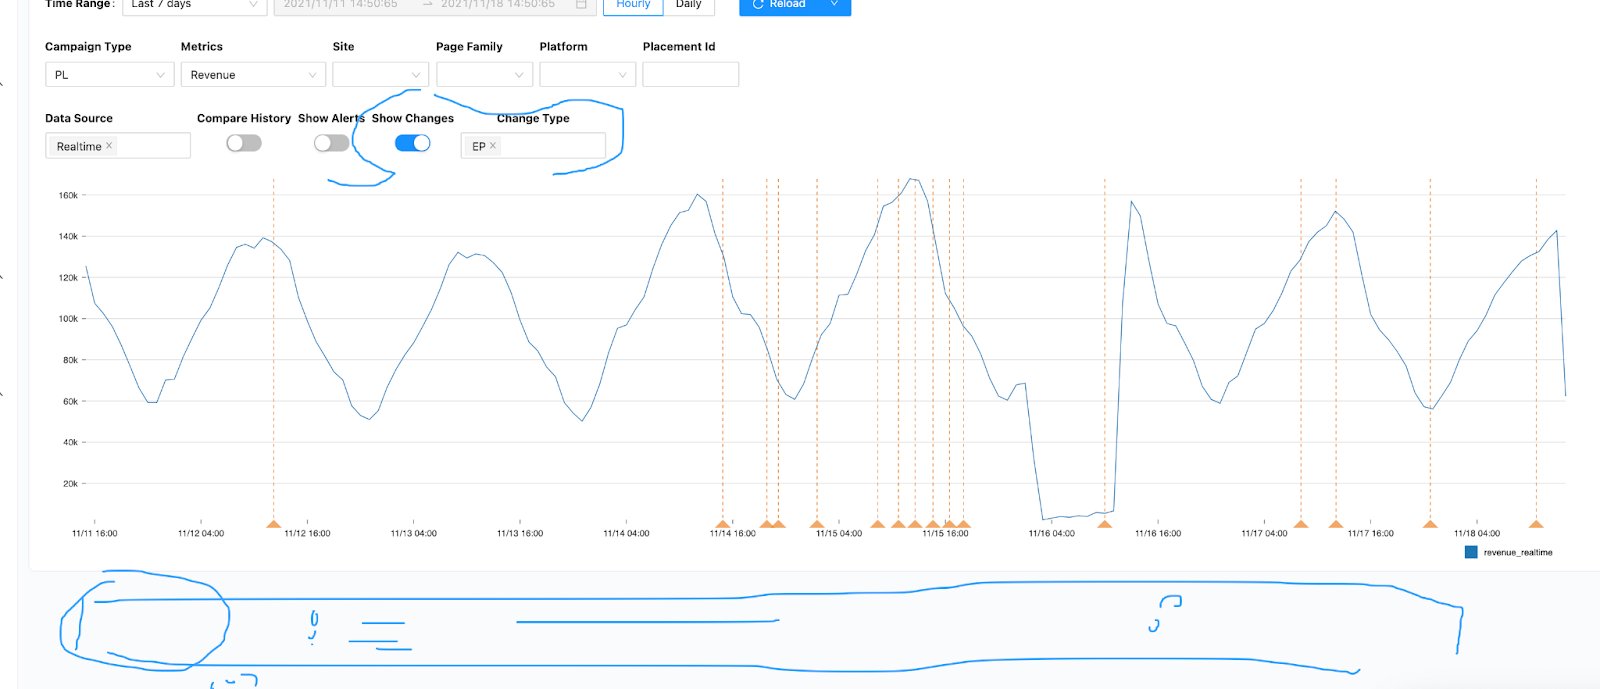 Time Range: Last 7 days 2021/11/11 14:50:65 → 2021/11/18 14:50:65 Hourly Daily Reload
Campaign Type Metrics Site Page Family Platform Placement Id
PL Revenue
Data Source Compare History Show Alerts Show Changes Change Type
Realtime × EP ×
160k
140k
120k
100k
80k
60k
40k
20k
11/11 16:00 11/12 04:00 11/12 16:00 11/13 04:00 11/13 16:00 11/14 04:00 11/14 16:00 11/15 04:00 11/15 16:00 11/16 04:00 11/16 16:00 11/17 04:00 11/17 16:00 11/18 04:00
revenue_realtime